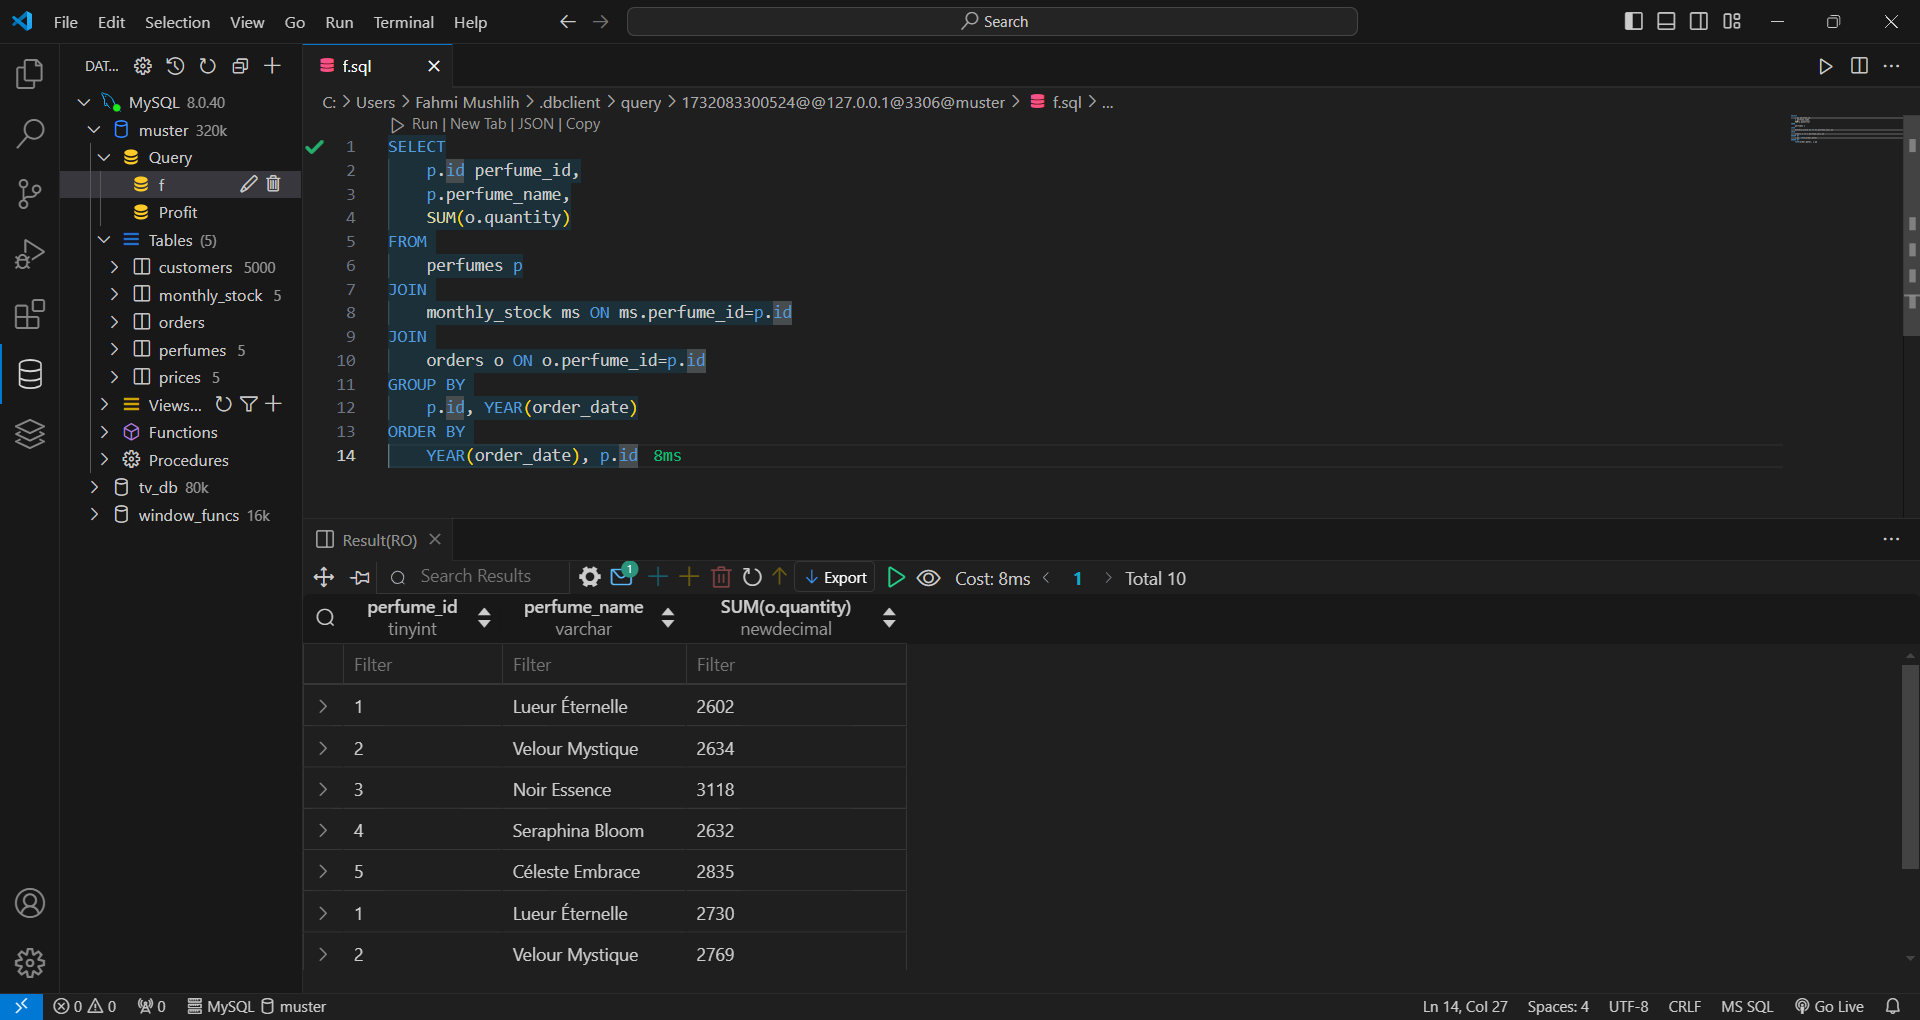 File Edit Selection View Go Run Terminal Help
Search
DAT...
MySQL 8.0.40
muster 320k
Query
f
Profit
Tables (5)
customers 5000
monthly_stock 5
orders
perfumes 5
prices 5
Views...
Functions
Procedures
tv_db 80k
window_funcs 16k
f.sql
C: > Users > Fahmi Mushlih > .dbclient > query > 1732083300524@@127.0.0.1@3306@muster > f.sql > ...
Run | New Tab | JSON | Copy
1 SELECT
2 p.id perfume_id,
3 p.perfume_name,
4 SUM(o.quantity)
5 FROM
6 perfumes p
7 JOIN
8 monthly_stock ms ON ms.perfume_id=p.id
9 JOIN
10 orders o ON o.perfume_id=p.id
11 GROUP BY
12 p.id, YEAR(order_date)
13 ORDER BY
14 YEAR(order_date), p.id 8ms
Result(RO)
Search Results 1 Export Cost: 8ms < 1 > Total 10
perfume_id perfume_name SUM(o.quantity)
tinyint varchar newdecimal
Filter Filter Filter
1 Lueur Éternelle 2602
2 Velour Mystique 2634
3 Noir Essence 3118
4 Seraphina Bloom 2632
5 Céleste Embrace 2835
1 Lueur Éternelle 2730
2 Velour Mystique 2769
0 0 0 MySQL muster Ln 14, Col 27 Spaces: 4 UTF-8 CRLF MS SQL Go Live